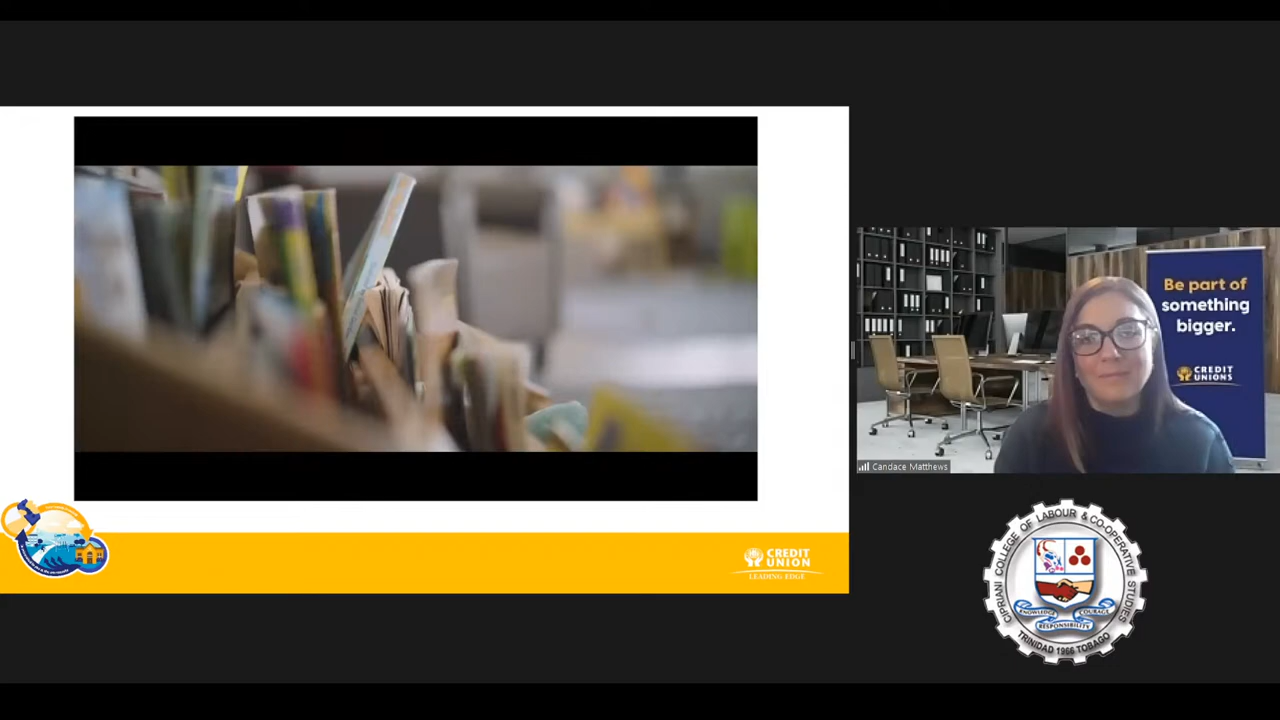 CREDIT
UNION
LEADING EDGE
Be part of
something
bigger.
CREDIT
UNIONS
Candace Matthews
CIPRIANI COLLEGE OF LABOUR & CO-OPERATIVE STUDIES
KNOWLEDGE
COURAGE
RESPONSIBILITY
TRINIDAD 1966 TOBAGO